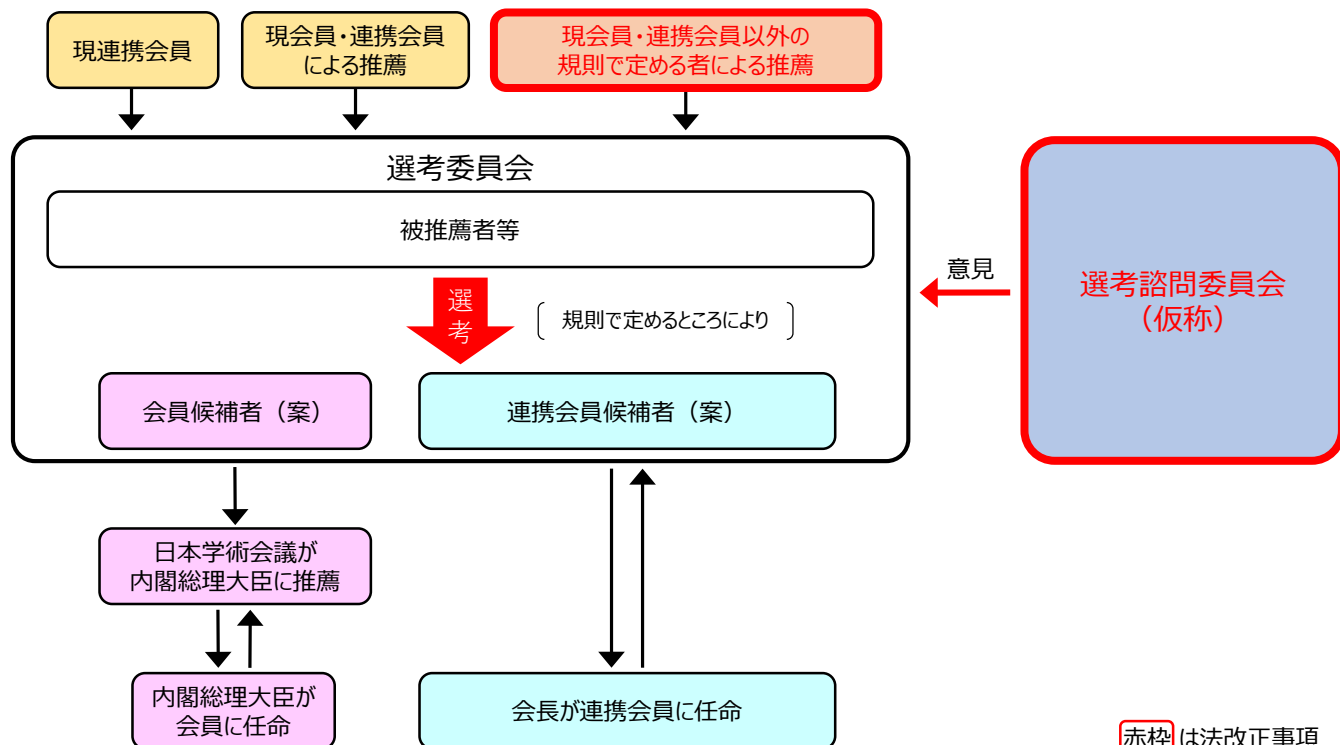 現連携会員
現会員・連携会員
による推薦
現会員・連携会員以外の
規則で定める者による推薦
選考委員会
被推薦者等
選
考
〔 規則で定めるところにより 〕
意見
選考諮問委員会
（仮称）
会員候補者（案）
連携会員候補者（案）
日本学術会議が
内閣総理大臣に推薦
内閣総理大臣が
会員に任命
会長が連携会員に任命
赤枠は法改正事項